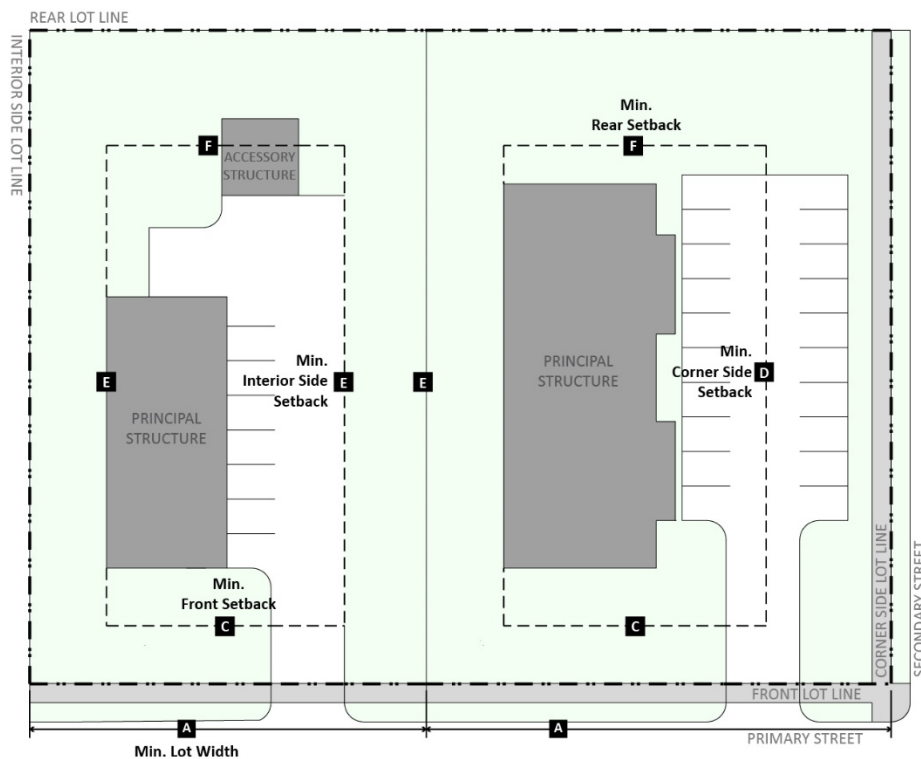 REAR LOT LINE
INTERIOR SIDE LOT LINE
Min.
Rear Setback
F
F
ACCESSORY
STRUCTURE
E
Min.
Interior Side
Setback
E
E
PRINCIPAL
STRUCTURE
PRINCIPAL
STRUCTURE
Min.
Corner Side
Setback
D
Min.
Front Setback
C
C
CORNER SIDE LOT LINE
SECONDARY STREET
FRONT LOT LINE
A
A
Min. Lot Width
PRIMARY STREET